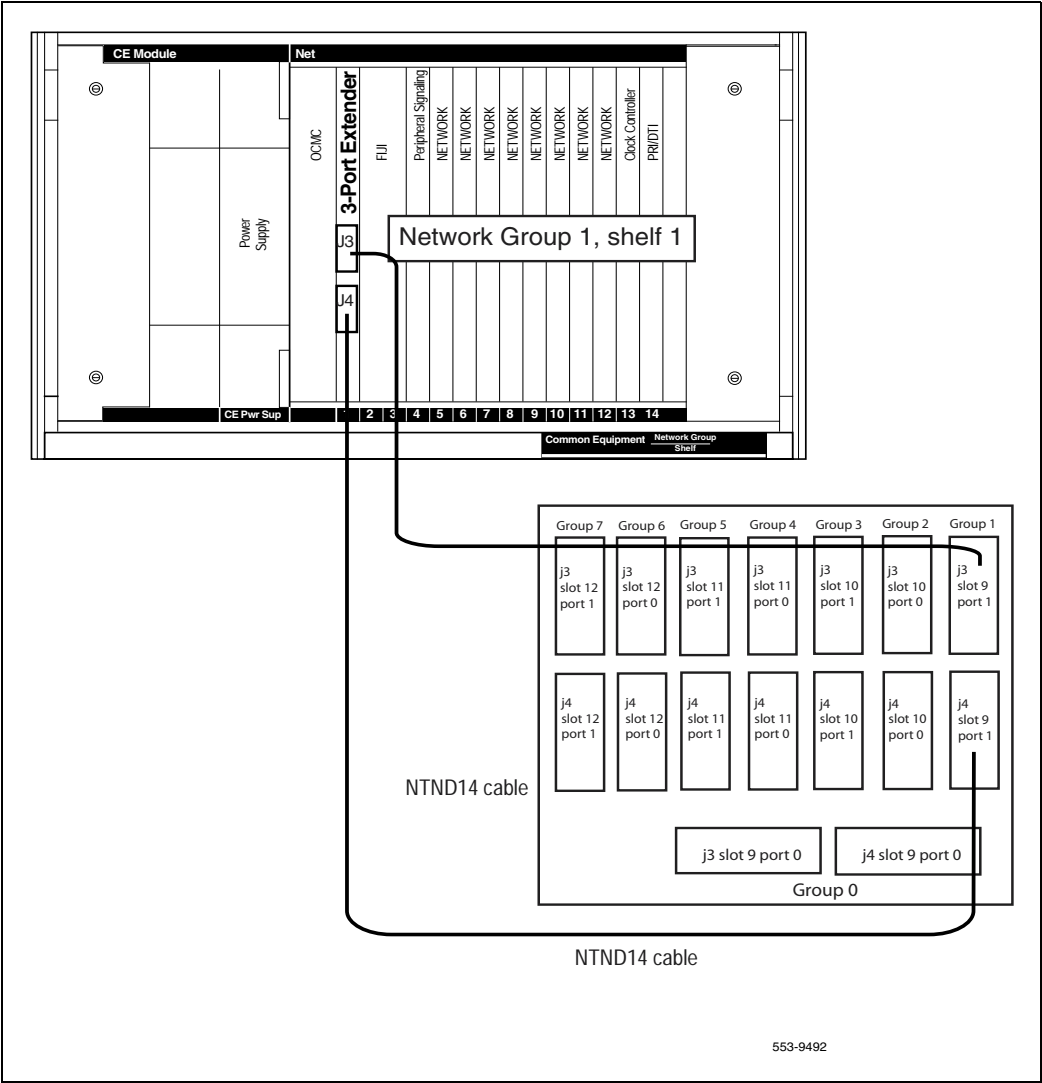 CE Module
Net
OCMC
3-Port Extender
FIJI
Peripheral Signaling
NETWORK
NETWORK
NETWORK
NETWORK
NETWORK
NETWORK
NETWORK
NETWORK
Clock Controller
PRI/DTI
Power
Supply
J3
J4
Network Group 1, shelf 1
CE Pwr Sup
1 2 3 4 5 6 7 8 9 10 11 12 13 14
Common Equipment
Network Group
Shelf
Group 7 Group 6 Group 5 Group 4 Group 3 Group 2 Group 1
j3
slot 12
port 1
j3
slot 12
port 0
j3
slot 11
port 1
j3
slot 11
port 0
j3
slot 10
port 1
j3
slot 10
port 0
j3
slot 9
port 1
j4
slot 12
port 1
j4
slot 12
port 0
j4
slot 11
port 1
j4
slot 11
port 0
j4
slot 10
port 1
j4
slot 10
port 0
j4
slot 9
port 1
NTND14 cable
j3 slot 9 port 0
j4 slot 9 port 0
Group 0
NTND14 cable
553-9492